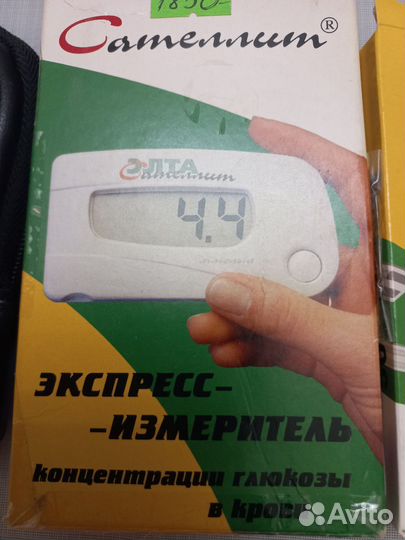 1850-
Сателлит®
ЭЛТА
Сателлит
4.4
ЭКСПРЕСС-
-ИЗМЕРИТЕЛЬ
концентрации глюкозы
в крови
Avito